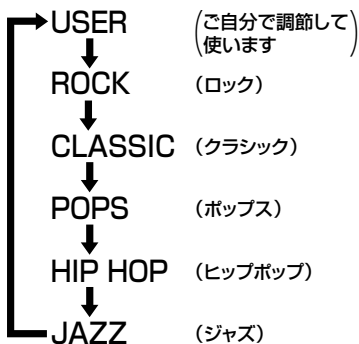 USER (ご自分で調節して
使います)
ROCK (ロック)
CLASSIC (クラシック)
POPS (ポップス)
HIP HOP (ヒップポップ)
JAZZ (ジャズ)